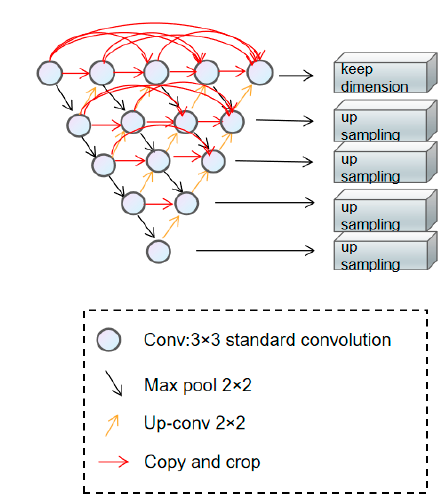 keep
dimension
up
sampling
up
sampling
up
sampling
up
sampling
Conv:3×3 standard convolution
Max pool 2×2
Up-conv 2×2
Copy and crop